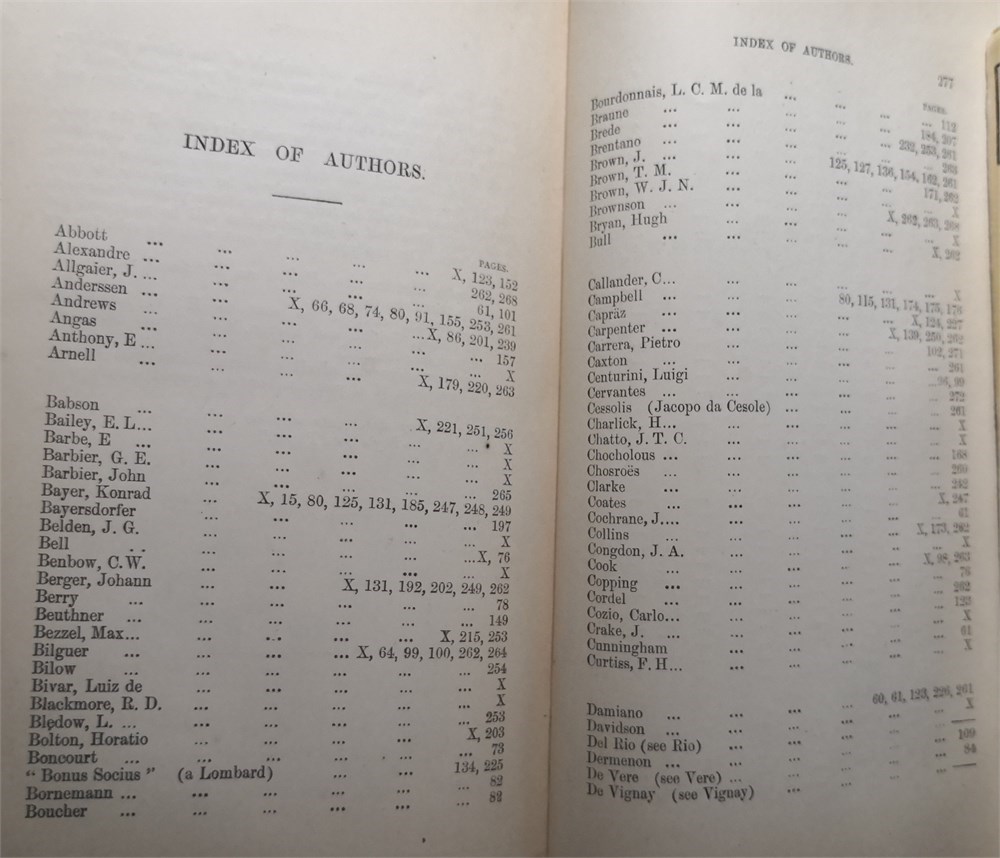 INDEX OF AUTHORS.
PAGES.
Abbott ... ... ... ... ... X, 123, 152
Alexandre ... ... ... ... 262, 268
Allgaier, J. ... ... ... ... 61, 101
Anderssen ... ... X, 66, 68, 74, 80, 91, 155, 253, 261
Andrews ... ... ... ... X, 86, 201, 239
Angas ... ... ... ... ... 157
Anthony, E ... ... ... ... ... X
Arnell ... ... ... X, 179, 220, 263
Babson ... ... ... ... X, 221, 251, 256
Bailey, E. L... ... ... ... ... X
Barbe, E ... ... ... ... ... X
Barbier, G. E. ... ... ... ... X
Barbier, John ... ... ... ... ... 265
Bayer, Konrad ... X, 15, 80, 125, 131, 185, 247, 248, 249
Bayersdorfer ... ... ... ... ... 197
Belden, J. G. ... ... ... ... X
Bell ... ... ... ... ...X, 76
Benbow, C.W. ... ... ... ... X
Berger, Johann ... ... X, 131, 192, 202, 249, 262
Berry ... ... ... ... ... ... 78
Beuthner ... ... ... ... ... ... 149
Bezzel, Max... ... ... ... ... X, 215, 253
Bilguer ... ... ... ... X, 64, 99, 100, 262, 264
Bilow ... ... ... ... ... ... 254
Bivar, Luiz de ... ... ... ... ... X
Blackmore, R. D. ... ... ... ... ... X
Bledow, L. ... ... ... ... ... ... 253
Bolton, Horatio ... ... ... ... X, 203
Boncourt ... ... ... ... ... ... 73
“ Bonus Socius ” (a Lombard) ... ... 134, 225
Bornemann ... ... ... ... ... ... 82
Boucher ... ... ... ... ... ... 82
INDEX OF AUTHORS.
277
PAGES.
Bourdonnais, L. C. M. de la ... ... ... 112
Braune ... ... ... ... 184, 207
Brede ... ... ... ... 232, 253, 261
Brentano ... ... ... ... ... 268
Brown, J. ... ... ... 125, 127, 136, 154, 162, 261
Brown, T. M. ... ... ... ... 171, 262
Brown, W. J. N. ... ... ... ... X
Brownson ... ... ... X, 262, 263, 268
Bryan, Hugh ... ... ... ... X
Bull ... ... ... ... X, 262
Callander, C... ... ... ... ... X
Campbell ... ... ... 80, 115, 131, 174, 175, 176
Capräz ... ... ... ... X, 124, 227
Carpenter ... ... ... ... X, 139, 250, 262
Carrera, Pietro ... ... ... 102, 271
Caxton ... ... ... ... ... 261
Centurini, Luigi ... ... ... ...96, 99
Cervantes ... ... ... ... ... 272
Cessolis (Jacopo da Cesole) ... ... ... 261
Charlick, H... ... ... ... ... X
Chatto, J. T. C. ... ... ... ... X
Chocholous ... ... ... ... ... 168
Chosroës ... ... ... ... ... 269
Clarke ... ... ... ... ... 242
Coates ... ... ... ... X, 247
Cochrane, J.... ... ... ... ... 61
Collins ... ... ... ... X, 173, 262
Congdon, J. A. ... ... ... ... X
Cook ... ... ... ... X, 98, 263
Copping ... ... ... ... ... 76
Cordel ... ... ... ... ... 262
Cozio, Carlo... ... ... ... ... 123
Crake, J. ... ... ... ... ... X
Cunningham ... ... ... ... 61
Curtiss, F. H... ... ... ... ... X
Damiano ... ... ... ... 60, 61, 123, 226, 261
Davidson ... ... ... ... ... X
Del Rio (see Rio) ... ... ... ... —
Dermenon ... ... ... ... ... 109
De Vere (see Vere) ... ... ... ... 84
De Vignay (see Vignay) ... ... ... —